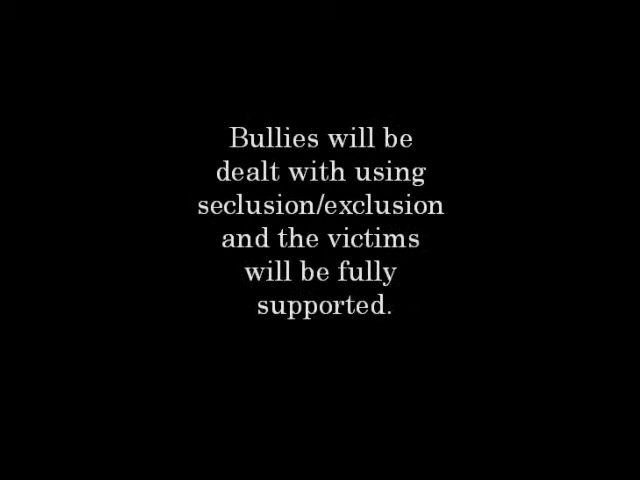 Bullies will be
dealt with using
seclusion/exclusion
and the victims
will be fully
supported.